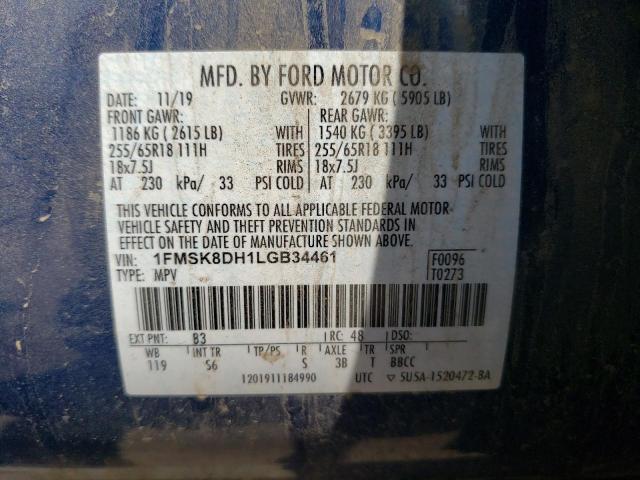 MFD. BY FORD MOTOR CO.
DATE: 11/19 GVWR: 2679 KG ( 5905 LB)
FRONT GAWR: REAR GAWR:
1186 KG ( 2615 LB) WITH 1540 KG ( 3395 LB) WITH
255/65R18 111H TIRES 255/65R18 111H TIRES
18x7.5J RIMS 18x7.5J RIMS
AT 230 kPa/ 33 PSI COLD AT 230 kPa/ 33 PSI COLD
THIS VEHICLE CONFORMS TO ALL APPLICABLE FEDERAL MOTOR
VEHICLE SAFETY AND THEFT PREVENTION STANDARDS IN
EFFECT ON THE DATE OF MANUFACTURE SHOWN ABOVE.
VIN: 1FMSK8DH1LGB34461 F0096
TYPE: MPV T0273
EXT PNT: B3 RC: 48 DSO:
WB INT TR TP/PS R AXLE TR SPR
119 S6 S 3B T BBCC
1201911184990 UTC ▽ 5U5A-1520472-BA